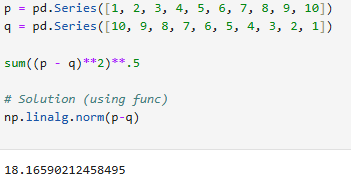 p = pd.Series([1, 2, 3, 4, 5, 6, 7, 8, 9, 10])
q = pd.Series([10, 9, 8, 7, 6, 5, 4, 3, 2, 1])
sum((p - q)**2)**.5
# Solution (using func)
np.linalg.norm(p-q)
18.16590212458495